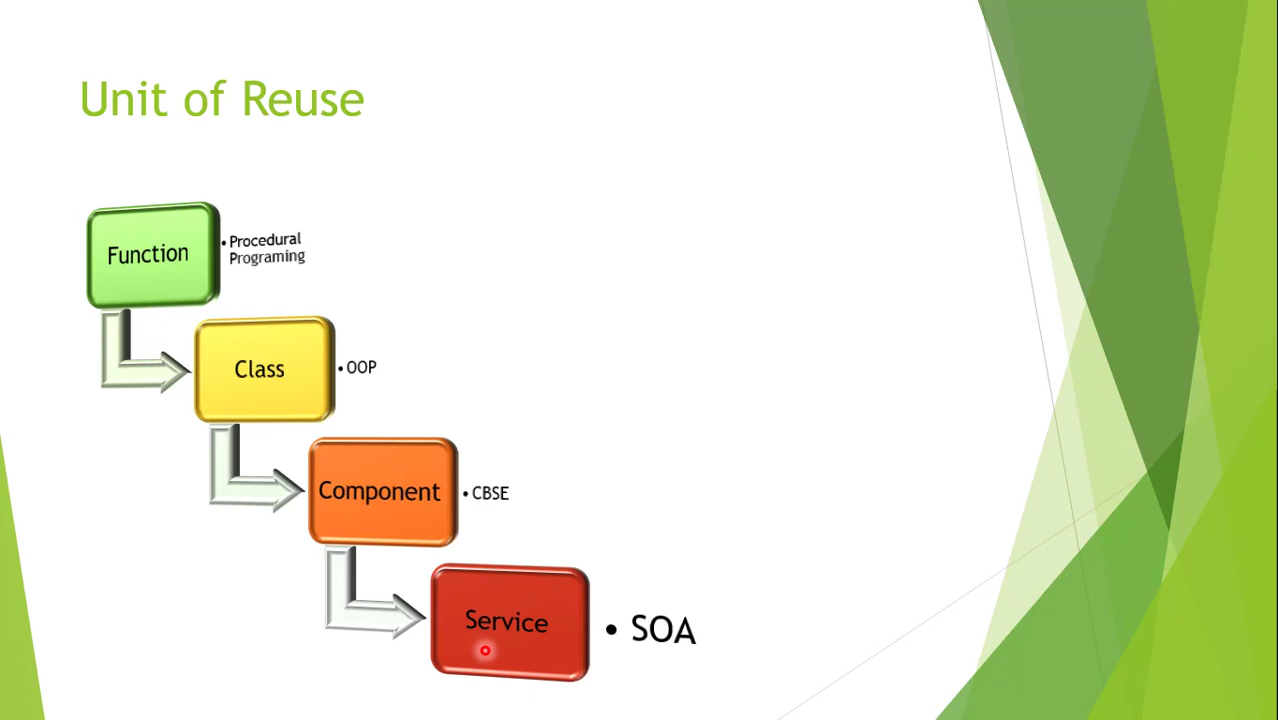 Unit of Reuse
Function
• Procedural
Programing
Class
• OOP
Component
• CBSE
Service
• SOA